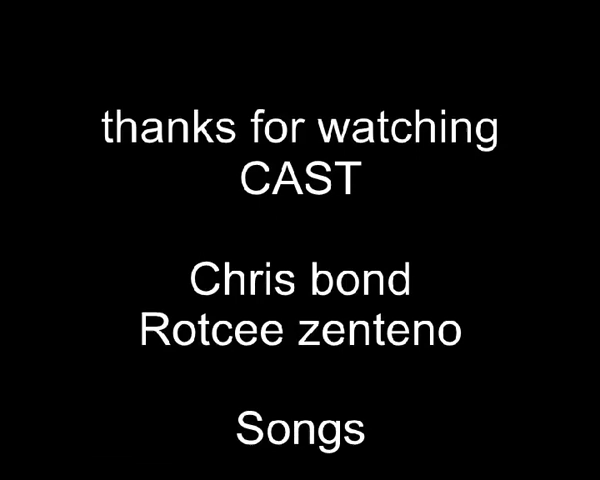 thanks for watching
CAST
Chris bond
Rotcee zenteno
Songs